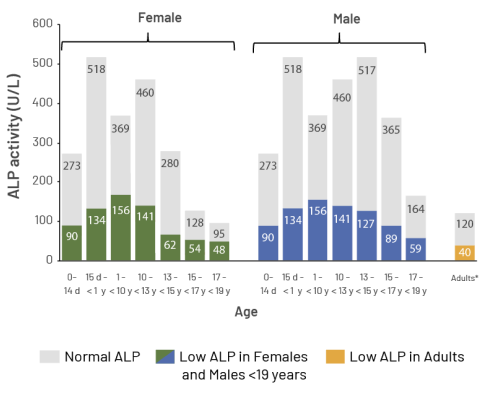 Female
Male
ALP activity (U/L)
600
500
400
300
200
100
0
273
518
369
460
280
128
95
90
134
156
141
62
54
48
273
518
369
460
517
365
164
90
134
156
141
127
89
59
120
40
0– 15 d – 1 – 10 – 13 – 15 – 17 –
14 d < 1 y < 10 y < 13 y < 15 y < 17 y < 19 y
0– 15 d – 1 – 10 – 13 – 15 – 17 –
14 d < 1 y < 10 y < 13 y < 15 y < 17 y < 19 y
Adults*
Age
Normal ALP
Low ALP in Females
and Males <19 years
Low ALP in Adults